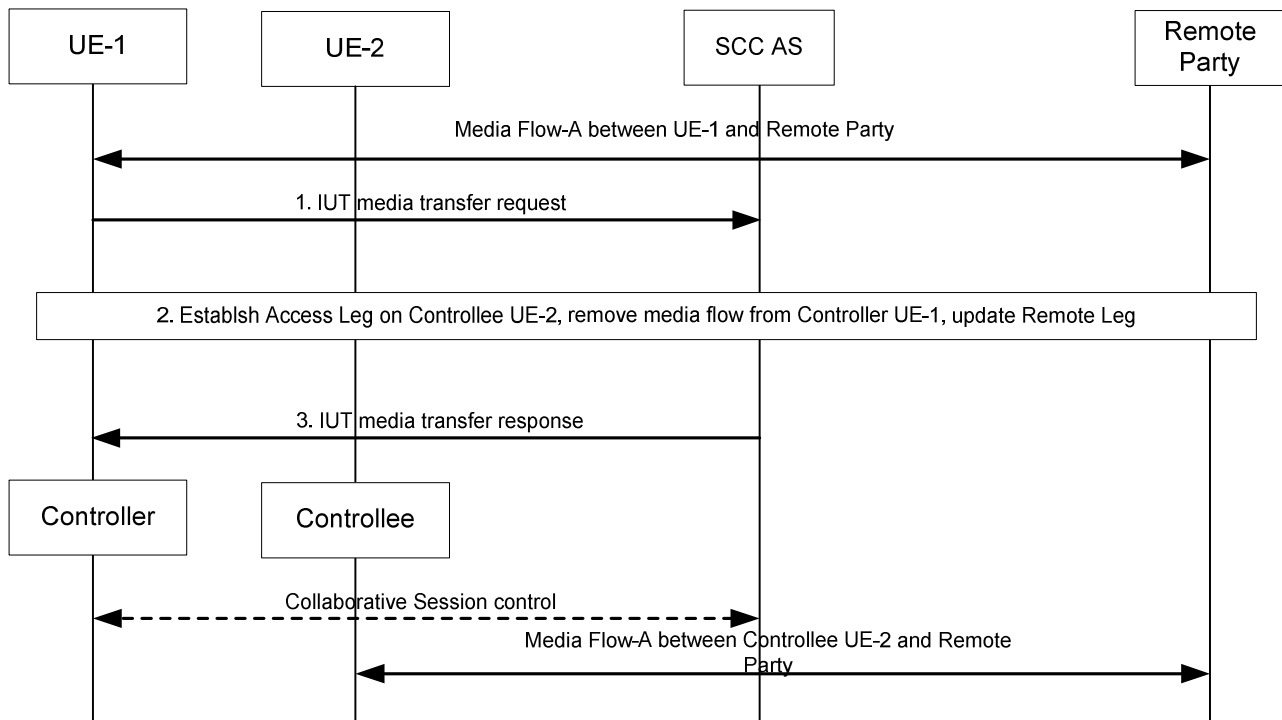 UE-1
UE-2
SCC AS
Remote
Party
Media Flow-A between UE-1 and Remote Party
1. IUT media transfer request
2. Establsh Access Leg on Controllee UE-2, remove media flow from Controller UE-1, update Remote Leg
3. IUT media transfer response
Controller
Controllee
Collaborative Session control
Media Flow-A between Controllee UE-2 and Remote
Party